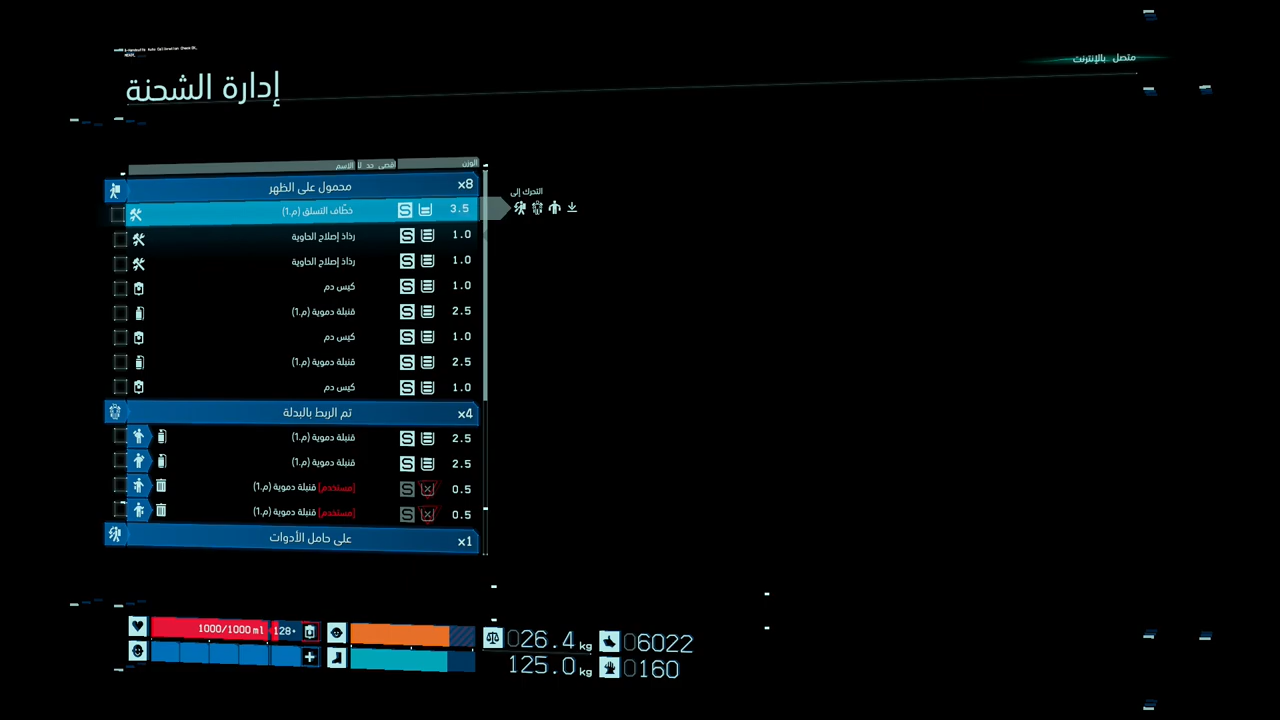 متصل بالإنترنت
إدارة الشحنة
الاسم
الوزن
محمول على الظهر x8
خطّاف التسلق (م.1) S 3.5
التحرك إلى
رذاذ إصلاح الحاوية S 1.0
رذاذ إصلاح الحاوية S 1.0
كيس دم S 1.0
قنبلة دموية (م.1) S 2.5
كيس دم S 1.0
قنبلة دموية (م.1) S 2.5
كيس دم S 1.0
تم الربط بالبدلة x4
قنبلة دموية (م.1) S 2.5
قنبلة دموية (م.1) S 2.5
[مستخدم] قنبلة دموية (م.1) S 0.5
[مستخدم] قنبلة دموية (م.1) S 0.5
على حامل الأدوات x1
1000/1000 ml 128
026.4 kg 06022
125.0 kg 0160